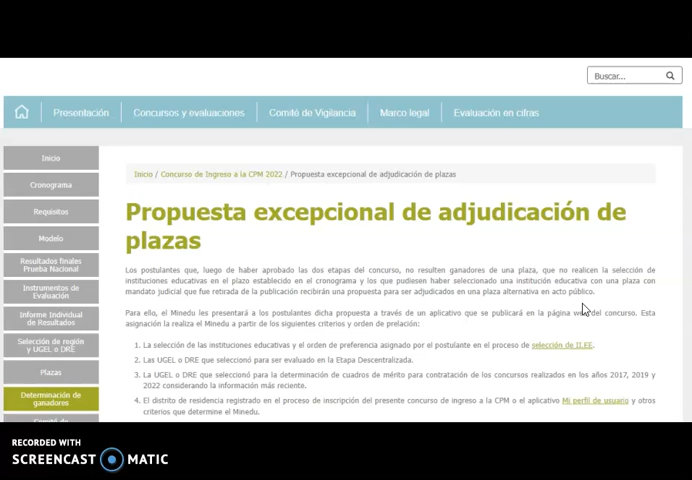 Buscar...
Presentación
Concursos y evaluaciones
Comité de Vigilancia
Marco legal
Evaluación en cifras
Inicio
Cronograma
Requisitos
Modelo
Resultados finales
Prueba Nacional
Instrumentos de
Evaluación
Informe Individual
de Resultados
Selección de región
y UGEL o DRE
Plazas
Determinación de
ganadores
Inicio / Concurso de Ingreso a la CPM 2022 / Propuesta excepcional de adjudicación de plazas
Propuesta excepcional de adjudicación de
plazas
Los postulantes que, luego de haber aprobado las dos etapas del concurso, no resulten ganadores de una plaza, que no realicen la selección de
instituciones educativas en el plazo establecido en el cronograma y los que pudiesen haber seleccionado una institución educativa con una plaza con
mandato judicial que fue retirada de la publicación recibirán una propuesta para ser adjudicados en una plaza alternativa en acto público.
Para ello, el Minedu les presentará a los postulantes dicha propuesta a través de un aplicativo que se publicará en la página web del concurso. Esta
asignación la realiza el Minedu a partir de los siguientes criterios y orden de prelación:
1. La selección de las instituciones educativas y el orden de preferencia asignado por el postulante en el proceso de selección de II.EE.
2. Las UGEL o DRE que seleccionó para ser evaluado en la Etapa Descentralizada.
3. La UGEL o DRE que seleccionó para la determinación de cuadros de mérito para contratación de los concursos realizados en los años 2017, 2019 y
2022 considerando la información más reciente.
4. El distrito de residencia registrado en el proceso de inscripción del presente concurso de ingreso a la CPM o el aplicativo Mi perfil de usuario y otros
criterios que determine el Minedu.
RECORDED WITH
SCREENCAST MATIC